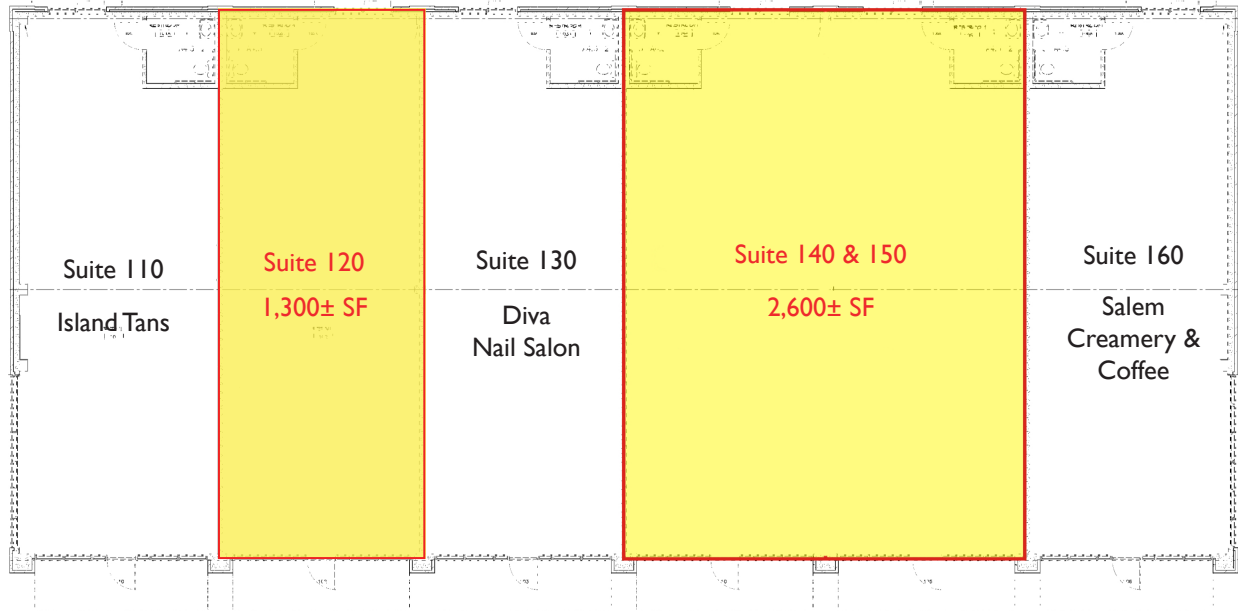 Suite 110
Island Tans
Suite 120
1,300± SF
Suite 130
Diva
Nail Salon
Suite 140 & 150
2,600± SF
Suite 160
Salem
Creamery &
Coffee